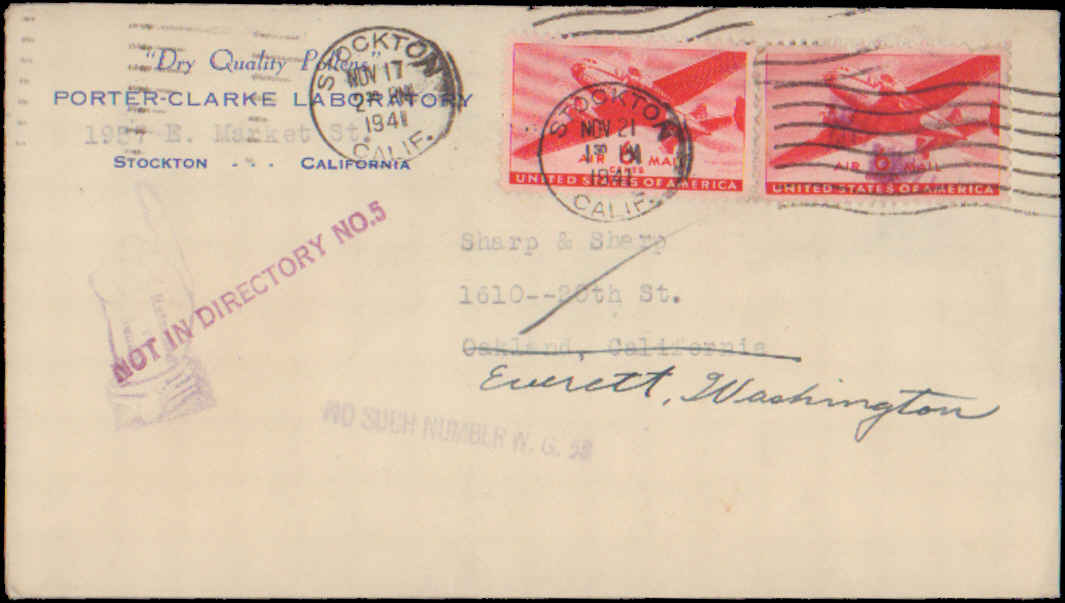 "Dry Quality Pollens"
PORTER-CLARKE LABORATORY
E. Market St.
STOCKTON - - - CALIFORNIA
STOCKTON
NOV 17
1941
CALIF.
STOCKTON
NOV 21
1941
CALIF.
AIR MAIL
UNITED STATES OF AMERICA
AIR 6 MAIL
UNITED STATES OF AMERICA
NOT IN DIRECTORY NO.5
Sharp & Sharp
1610--20th St.
Oakland, California
Everett, Washington
NO SUCH NUMBER W. G.